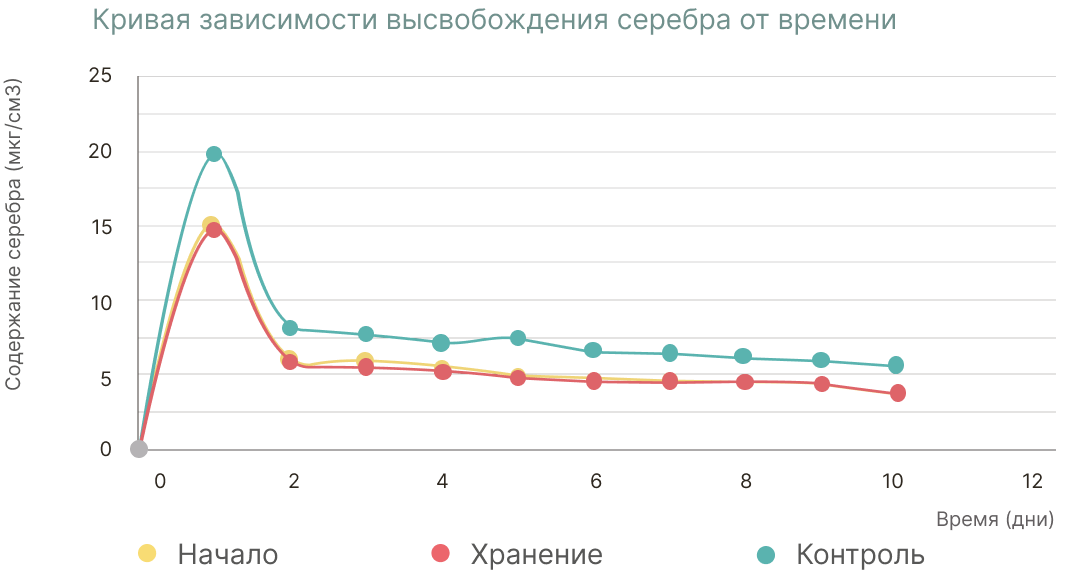 Кривая зависимости высвобождения серебра от времени
Содержание серебра (мкг/см3)
25
20
15
10
5
0
0 2 4 6 8 10 12
Время (дни)
Начало Хранение Контроль